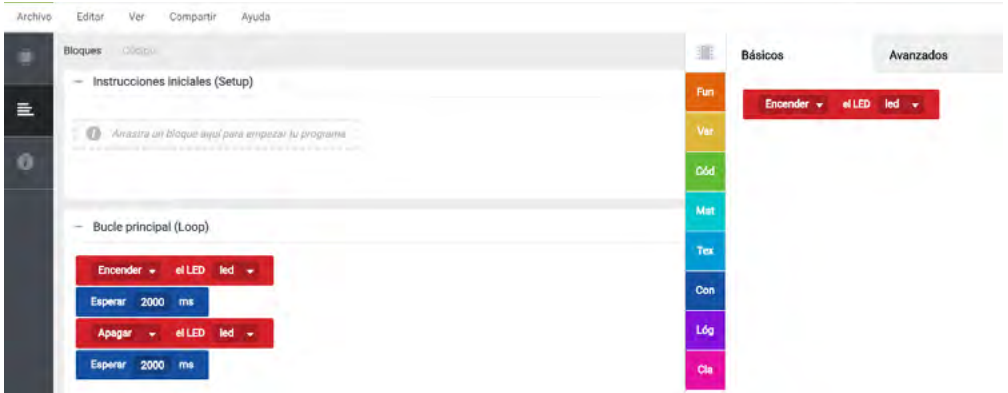 Archivo Editar Ver Compartir Ayuda
Bloques Código
− Instrucciones iniciales (Setup)
Arrastra un bloque aquí para empezar tu programa
− Bucle principal (Loop)
Encender el LED led
Esperar 2000 ms
Apagar el LED led
Esperar 2000 ms
Fun
Var
Cód
Mat
Tex
Con
Lóg
Cla
Básicos Avanzados
Encender el LED led